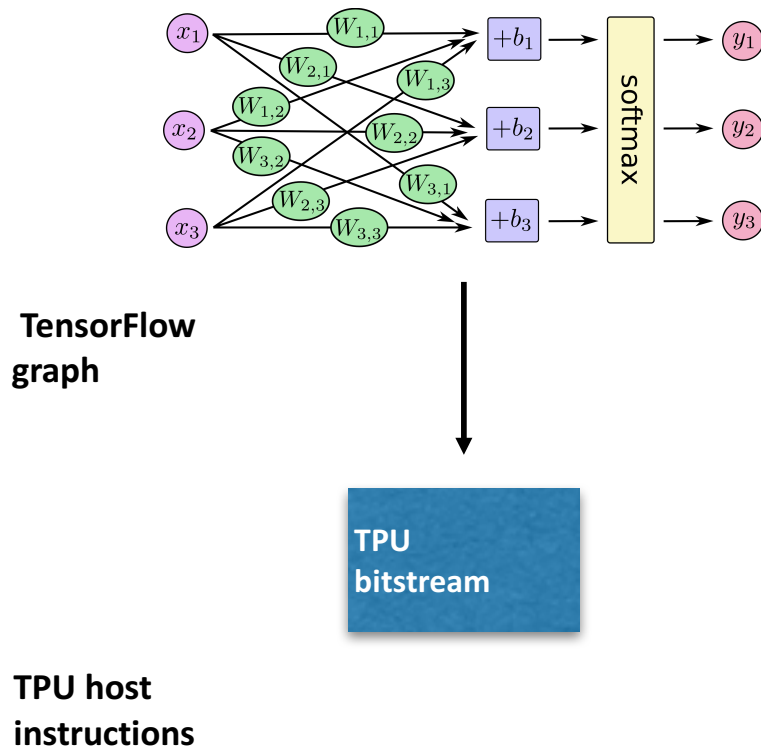 x₁ W₁,₁ +b₁ y₁
W₂,₁ W₁,₃
W₁,₂
x₂ W₂,₂ +b₂ softmax y₂
W₃,₂
W₃,₁
W₂,₃
x₃ W₃,₃ +b₃ y₃
TensorFlow
graph
TPU
bitstream
TPU host
instructions